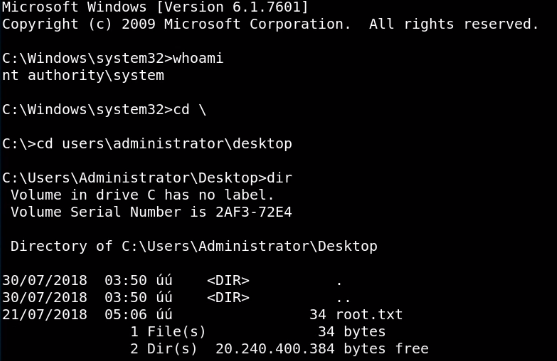 Microsoft Windows [Version 6.1.7601]
Copyright (c) 2009 Microsoft Corporation.  All rights reserved.

C:\Windows\system32>whoami
nt authority\system

C:\Windows\system32>cd \

C:\>cd users\administrator\desktop

C:\Users\Administrator\Desktop>dir
 Volume in drive C has no label.
 Volume Serial Number is 2AF3-72E4

 Directory of C:\Users\Administrator\Desktop

30/07/2018  03:50 úú    <DIR>          .
30/07/2018  03:50 úú    <DIR>          ..
21/07/2018  05:06 úú                34 root.txt
               1 File(s)             34 bytes
               2 Dir(s)  20.240.400.384 bytes free